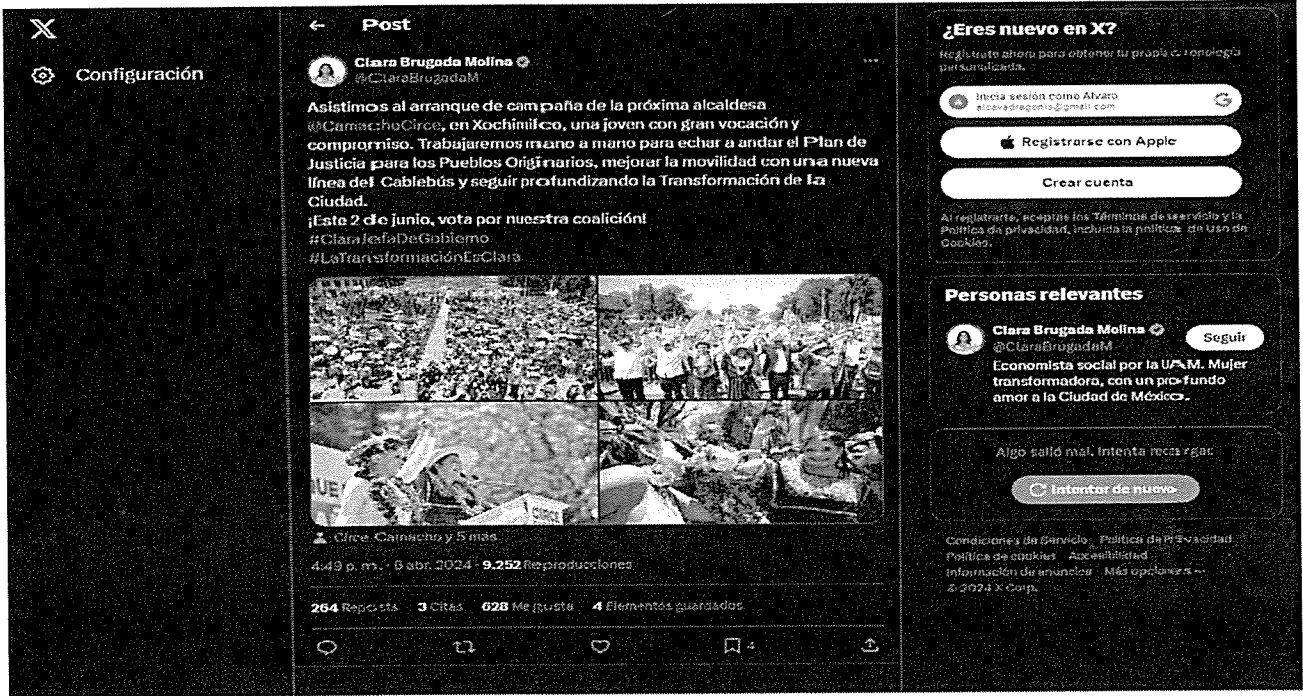 Configuración
Post
Clara Brugada Molina
@ClaraBrugadaM
Asistimos al arranque de campaña de la próxima alcaldesa
@CamachoCirce, en Xochimilco, una joven con gran vocación y
compromiso. Trabajaremos mano a mano para echar a andar el Plan de
Justicia para los Pueblos Originarios, mejorar la movilidad con una nueva
línea del Cablebús y seguir profundizando la Transformación de la
Ciudad.
¡Este 2 de junio, vota por nuestra coalición!
#ClaraJefaDeGobierno
#LaTransformaciónEsClara
CIRCE
Circe Camacho y 5 más
4:49 p. m. · 6 abr. 2024 · 9.252 Reproducciones
264 Reposts 3 Citas 628 Me gusta 4 Elementos guardados
4
¿Eres nuevo en X?
Regístrate ahora para obtener tu propia cronología
personalizada.
Inicia sesión como Alvaro
Registrarse con Apple
Crear cuenta
Al registrarte, aceptas los Términos de servicio y la
Política de privacidad, incluida la política de Uso de
Cookies.
Personas relevantes
Clara Brugada Molina
@ClaraBrugadaM
Seguir
Economista social por la UAM. Mujer
transformadora, con un profundo
amor a la Ciudad de México.
Algo salió mal. Intenta recargar.
Intentar de nuevo
Condiciones de Servicio Política de Privacidad
Política de cookies Accesibilidad
Información de anuncios Más opciones ···
© 2024 X Corp.